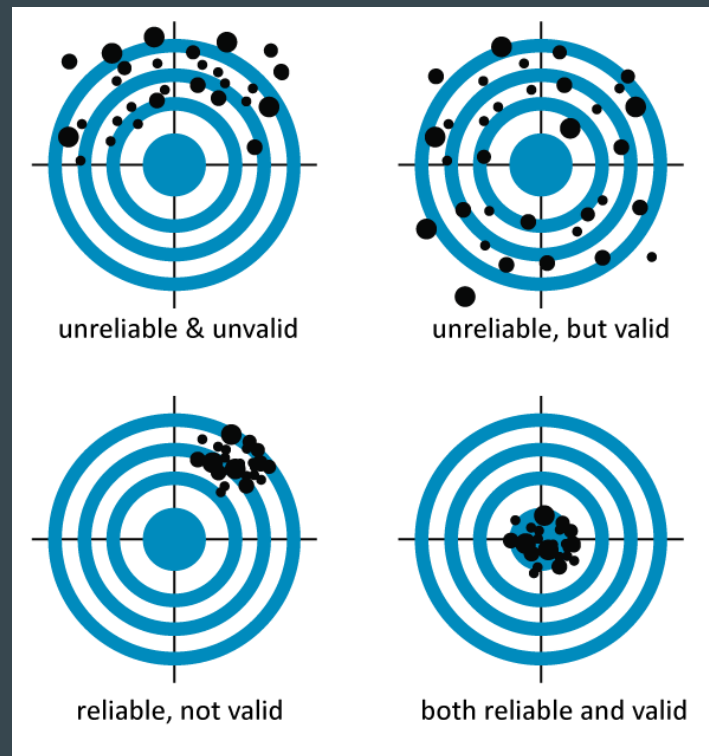 unreliable & unvalid
unreliable, but valid
reliable, not valid
both reliable and valid